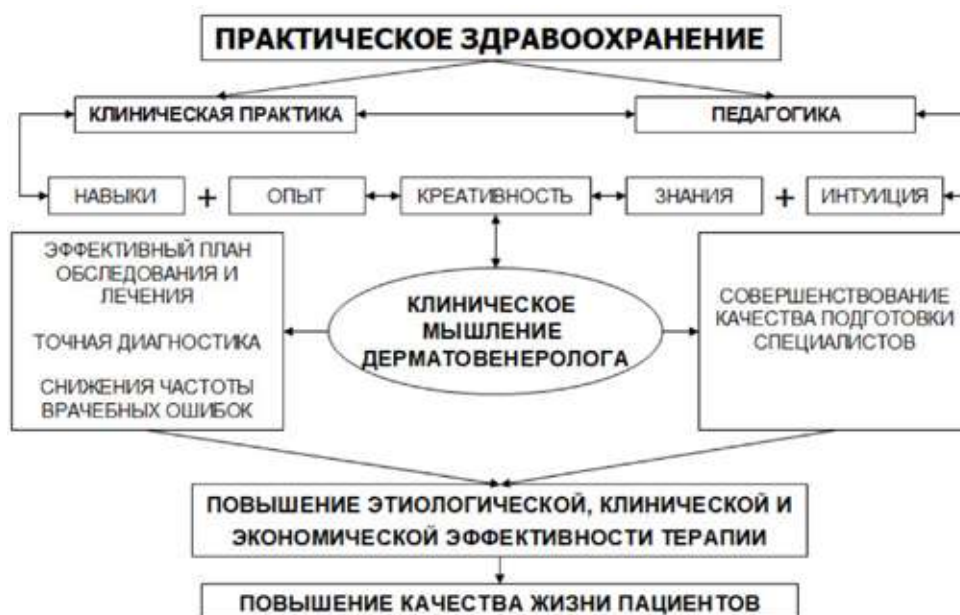 ПРАКТИЧЕСКОЕ ЗДРАВООХРАНЕНИЕ
КЛИНИЧЕСКАЯ ПРАКТИКА
ПЕДАГОГИКА
НАВЫКИ + ОПЫТ КРЕАТИВНОСТЬ ЗНАНИЯ + ИНТУИЦИЯ
ЭФФЕКТИВНЫЙ ПЛАН
ОБСЛЕДОВАНИЯ И
ЛЕЧЕНИЯ
ТОЧНАЯ ДИАГНОСТИКА
СНИЖЕНИЯ ЧАСТОТЫ
ВРАЧЕБНЫХ ОШИБОК
КЛИНИЧЕСКОЕ
МЫШЛЕНИЕ
ДЕРМАТОВЕНЕРОЛОГА
СОВЕРШЕНСТВОВАНИЕ
КАЧЕСТВА ПОДГОТОВКИ
СПЕЦИАЛИСТОВ
ПОВЫШЕНИЕ ЭТИОЛОГИЧЕСКОЙ, КЛИНИЧЕСКОЙ И
ЭКОНОМИЧЕСКОЙ ЭФФЕКТИВНОСТИ ТЕРАПИИ
ПОВЫШЕНИЕ КАЧЕСТВА ЖИЗНИ ПАЦИЕНТОВ